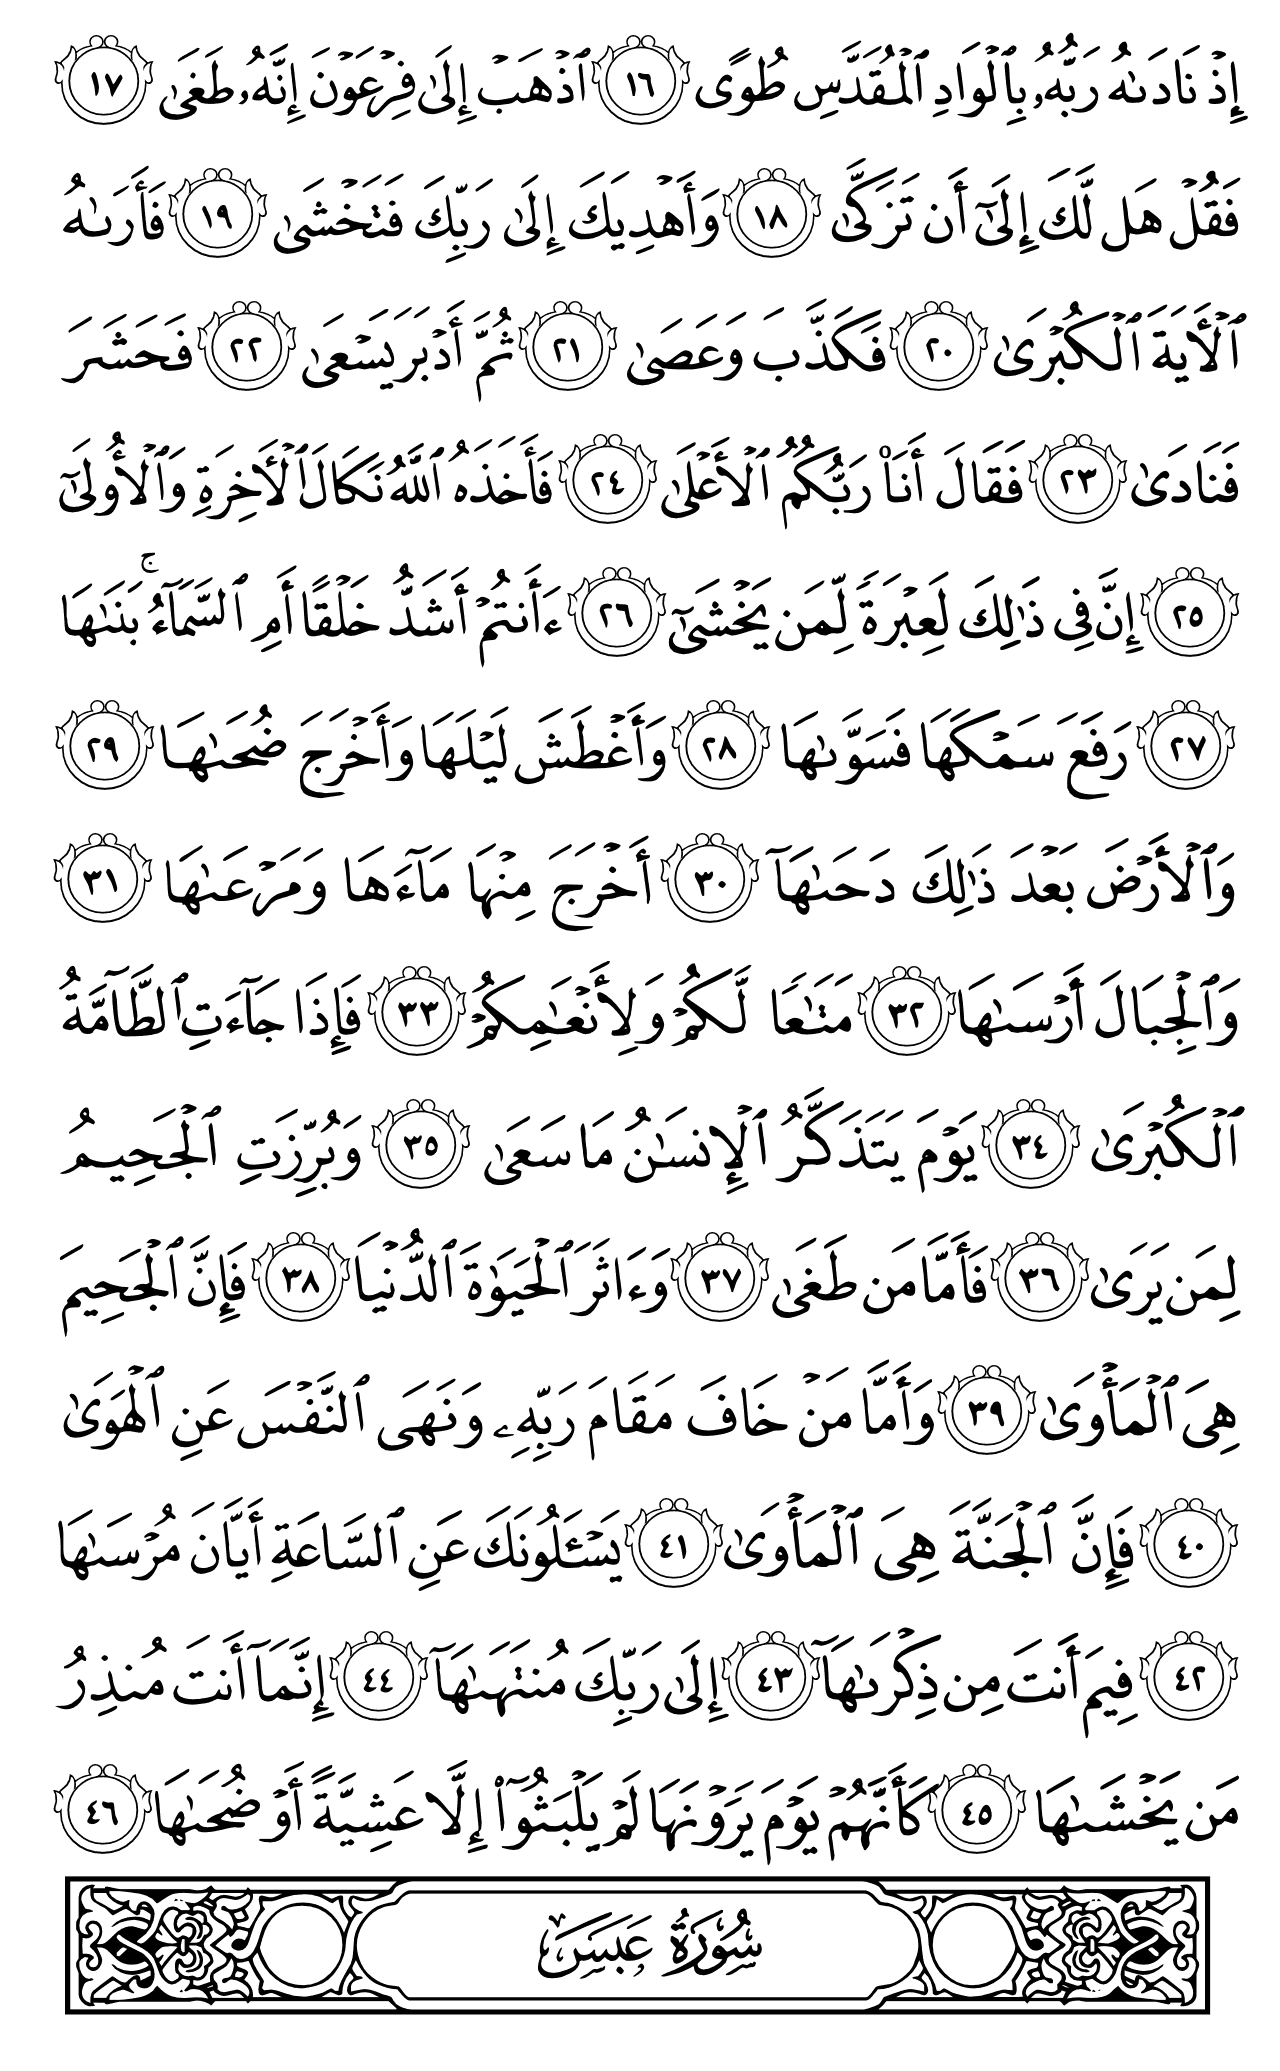 إِذْ نَادَىٰهُ رَبُّهُۥ بِٱلْوَادِ ٱلْمُقَدَّسِ طُوًى ١٦ ٱذْهَبْ إِلَىٰ فِرْعَوْنَ إِنَّهُۥ طَغَىٰ ١٧
فَقُلْ هَل لَّكَ إِلَىٰٓ أَن تَزَكَّىٰ ١٨ وَأَهْدِيَكَ إِلَىٰ رَبِّكَ فَتَخْشَىٰ ١٩ فَأَرَىٰهُ
ٱلْـَٔايَةَ ٱلْكُبْرَىٰ ٢٠ فَكَذَّبَ وَعَصَىٰ ٢١ ثُمَّ أَدْبَرَ يَسْعَىٰ ٢٢ فَحَشَرَ
فَنَادَىٰ ٢٣ فَقَالَ أَنَا۠ رَبُّكُمُ ٱلْأَعْلَىٰ ٢٤ فَأَخَذَهُ ٱللَّهُ نَكَالَ ٱلْـَٔاخِرَةِ وَٱلْأُولَىٰٓ
٢٥ إِنَّ فِى ذَٰلِكَ لَعِبْرَةً لِّمَن يَخْشَىٰٓ ٢٦ ءَأَنتُمْ أَشَدُّ خَلْقًا أَمِ ٱلسَّمَآءُ ۚ بَنَىٰهَا
٢٧ رَفَعَ سَمْكَهَا فَسَوَّىٰهَا ٢٨ وَأَغْطَشَ لَيْلَهَا وَأَخْرَجَ ضُحَىٰهَا ٢٩
وَٱلْأَرْضَ بَعْدَ ذَٰلِكَ دَحَىٰهَآ ٣٠ أَخْرَجَ مِنْهَا مَآءَهَا وَمَرْعَىٰهَا ٣١
وَٱلْجِبَالَ أَرْسَىٰهَا ٣٢ مَتَٰعًا لَّكُمْ وَلِأَنْعَٰمِكُمْ ٣٣ فَإِذَا جَآءَتِ ٱلطَّآمَّةُ
ٱلْكُبْرَىٰ ٣٤ يَوْمَ يَتَذَكَّرُ ٱلْإِنسَٰنُ مَا سَعَىٰ ٣٥ وَبُرِّزَتِ ٱلْجَحِيمُ
لِمَن يَرَىٰ ٣٦ فَأَمَّا مَن طَغَىٰ ٣٧ وَءَاثَرَ ٱلْحَيَوٰةَ ٱلدُّنْيَا ٣٨ فَإِنَّ ٱلْجَحِيمَ
هِىَ ٱلْمَأْوَىٰ ٣٩ وَأَمَّا مَنْ خَافَ مَقَامَ رَبِّهِۦ وَنَهَى ٱلنَّفْسَ عَنِ ٱلْهَوَىٰ
٤٠ فَإِنَّ ٱلْجَنَّةَ هِىَ ٱلْمَأْوَىٰ ٤١ يَسْـَٔلُونَكَ عَنِ ٱلسَّاعَةِ أَيَّانَ مُرْسَىٰهَا
٤٢ فِيمَ أَنتَ مِن ذِكْرَىٰهَآ ٤٣ إِلَىٰ رَبِّكَ مُنتَهَىٰهَآ ٤٤ إِنَّمَآ أَنتَ مُنذِرُ
مَن يَخْشَىٰهَا ٤٥ كَأَنَّهُمْ يَوْمَ يَرَوْنَهَا لَمْ يَلْبَثُوٓا۟ إِلَّا عَشِيَّةً أَوْ ضُحَىٰهَا ٤٦
سُورَةُ عَبَسَ